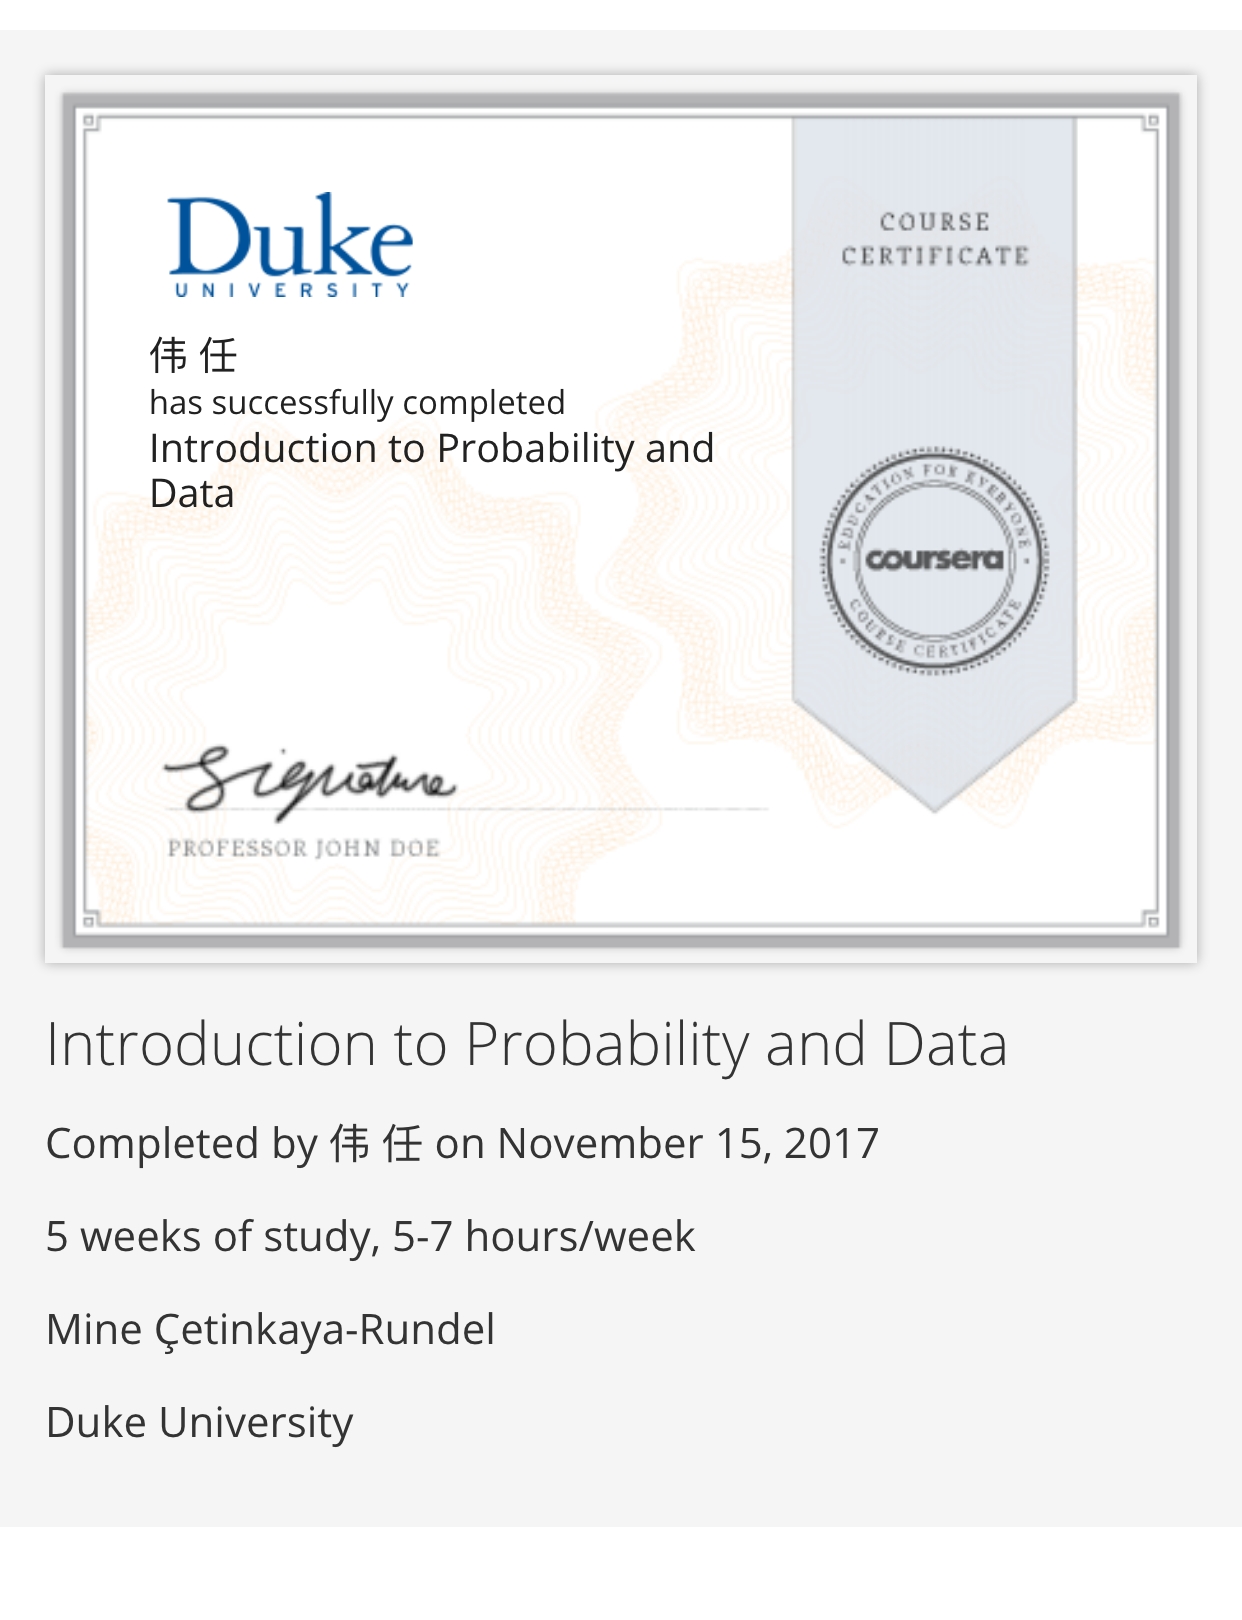 Duke
UNIVERSITY
伟 任
has successfully completed
Introduction to Probability and
Data
Signature
PROFESSOR JOHN DOE
COURSE
CERTIFICATE
EDUCATION FOR EVERYONE
coursera
COURSE CERTIFICATE
Introduction to Probability and Data
Completed by 伟 任 on November 15, 2017
5 weeks of study, 5-7 hours/week
Mine Çetinkaya-Rundel
Duke University